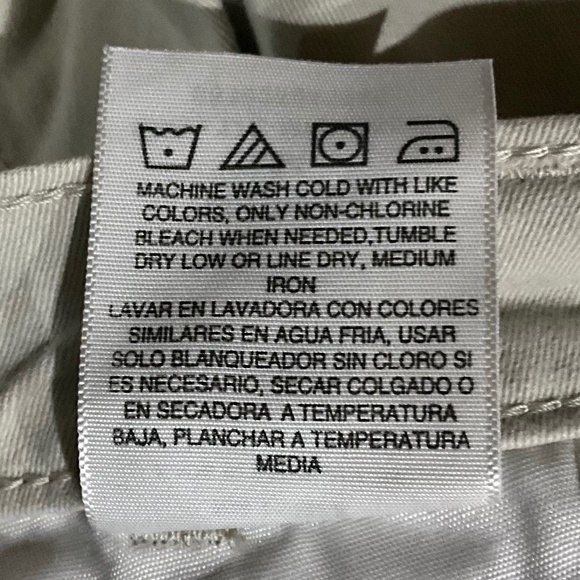 MACHINE WASH COLD WITH LIKE
COLORS, ONLY NON-CHLORINE
BLEACH WHEN NEEDED,TUMBLE
DRY LOW OR LINE DRY, MEDIUM
IRON
LAVAR EN LAVADORA CON COLORES
SIMILARES EN AGUA FRIA, USAR
SOLO BLANQUEADOR SIN CLORO SI
ES NECESARIO, SECAR COLGADO O
EN SECADORA A TEMPERATURA
BAJA, PLANCHAR A TEMPERATURA
MEDIA